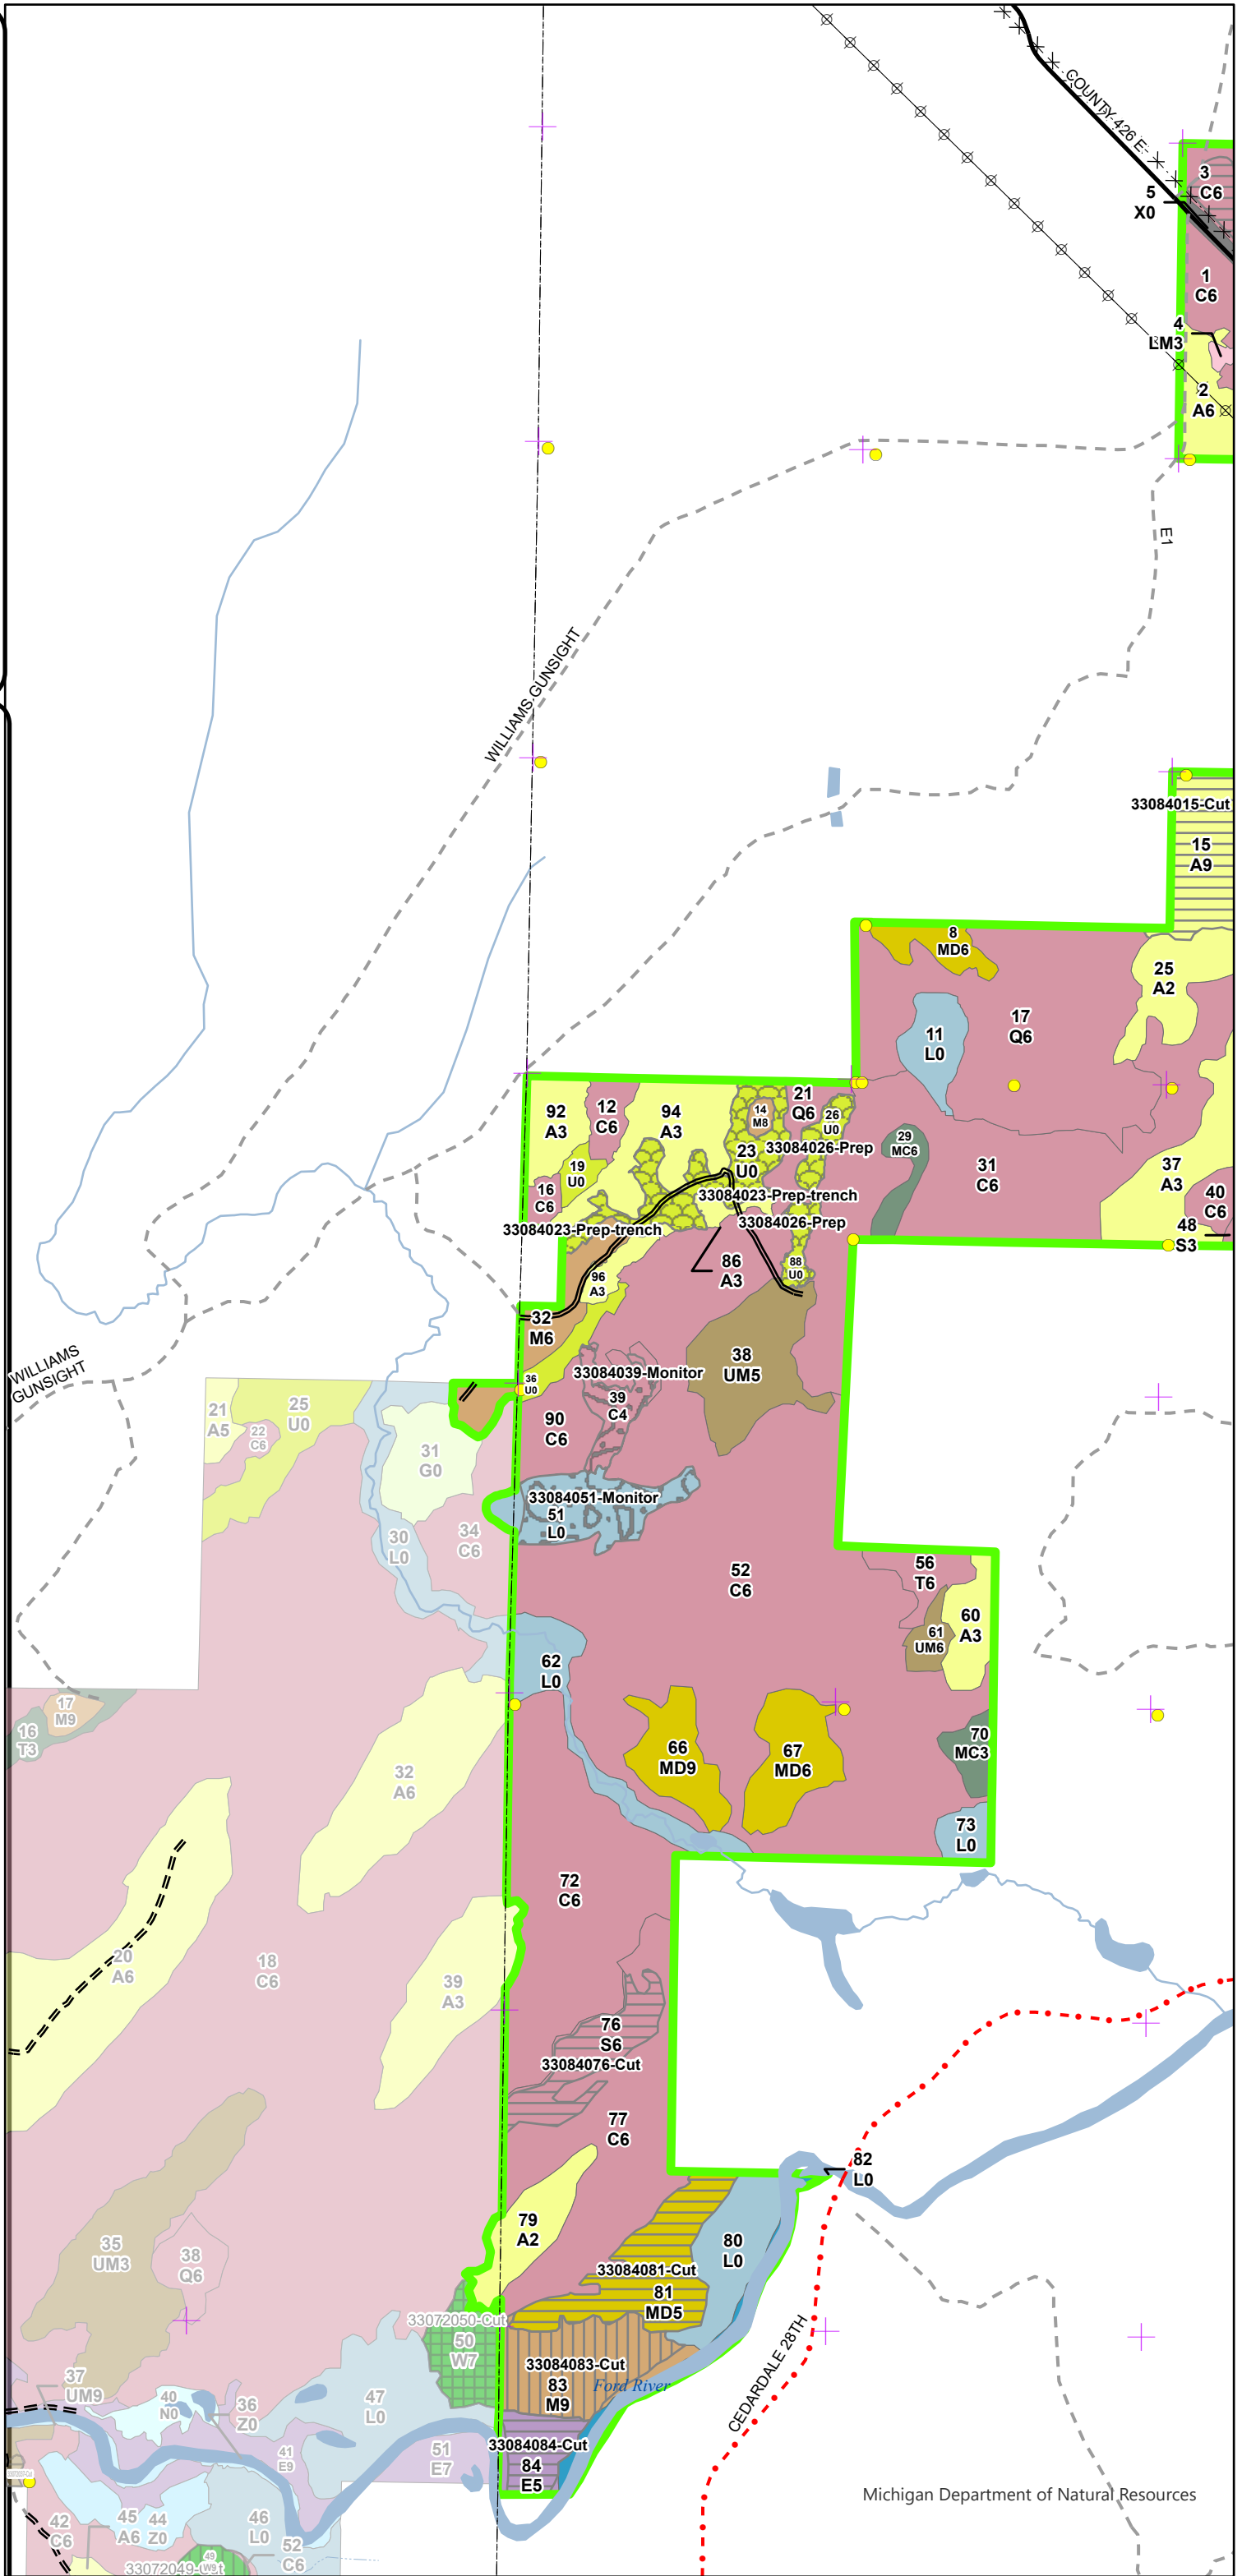 COUNTY 426 E
3
C6
5
X0
1
C6
4
LM3
2
A6
E1
WILLIAMS GUNSIGHT
33084015-Cut
15
A9
8
MD6
25
A2
17
Q6
11
L0
92
A3
12
C6
94
A3
14
M8
21
Q6
26
U0
23
U0
33084026-Prep
29
MC6
31
C6
37
A3
19
U0
16
C6
40
C6
33084023-Prep-trench
33084023-Prep-trench
33084026-Prep
48
S3
86
A3
88
U0
96
A3
32
M6
38
UM5
33084039-Monitor
39
C4
36
U0
WILLIAMS
GUNSIGHT
21
A5
25
U0
22
C6
90
C6
31
G0
33084051-Monitor
51
L0
30
L0
34
C6
52
C6
56
T6
60
A3
61
UM6
62
L0
17
M9
16
T3
66
MD9
67
MD6
70
MC3
32
A6
73
L0
72
C6
20
A6
18
C6
39
A3
76
S6
33084076-Cut
77
C6
82
L0
79
A2
80
L0
35
UM3
38
Q6
33084081-Cut
81
MD5
33072050-Cut
50
W7
33084083-Cut
83
M9
Ford River
CEDARDALE 28TH
37
UM9
40
N0
36
Z0
47
L0
33084084-Cut
84
E5
41
E9
51
E7
Michigan Department of Natural Resources
42
C6
45
A6
44
Z0
46
L0
52
C6
49
W9
33072049-Cut